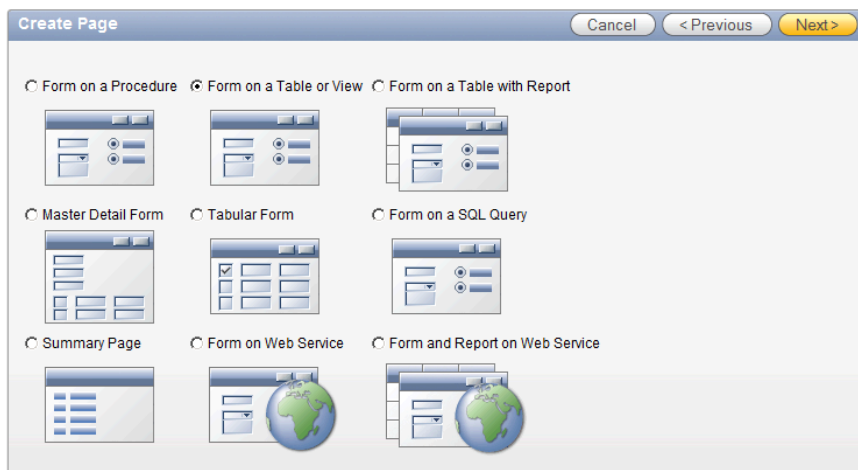 Create Page
Cancel
< Previous
Next >
Form on a Procedure
Form on a Table or View
Form on a Table with Report
Master Detail Form
Tabular Form
Form on a SQL Query
Summary Page
Form on Web Service
Form and Report on Web Service